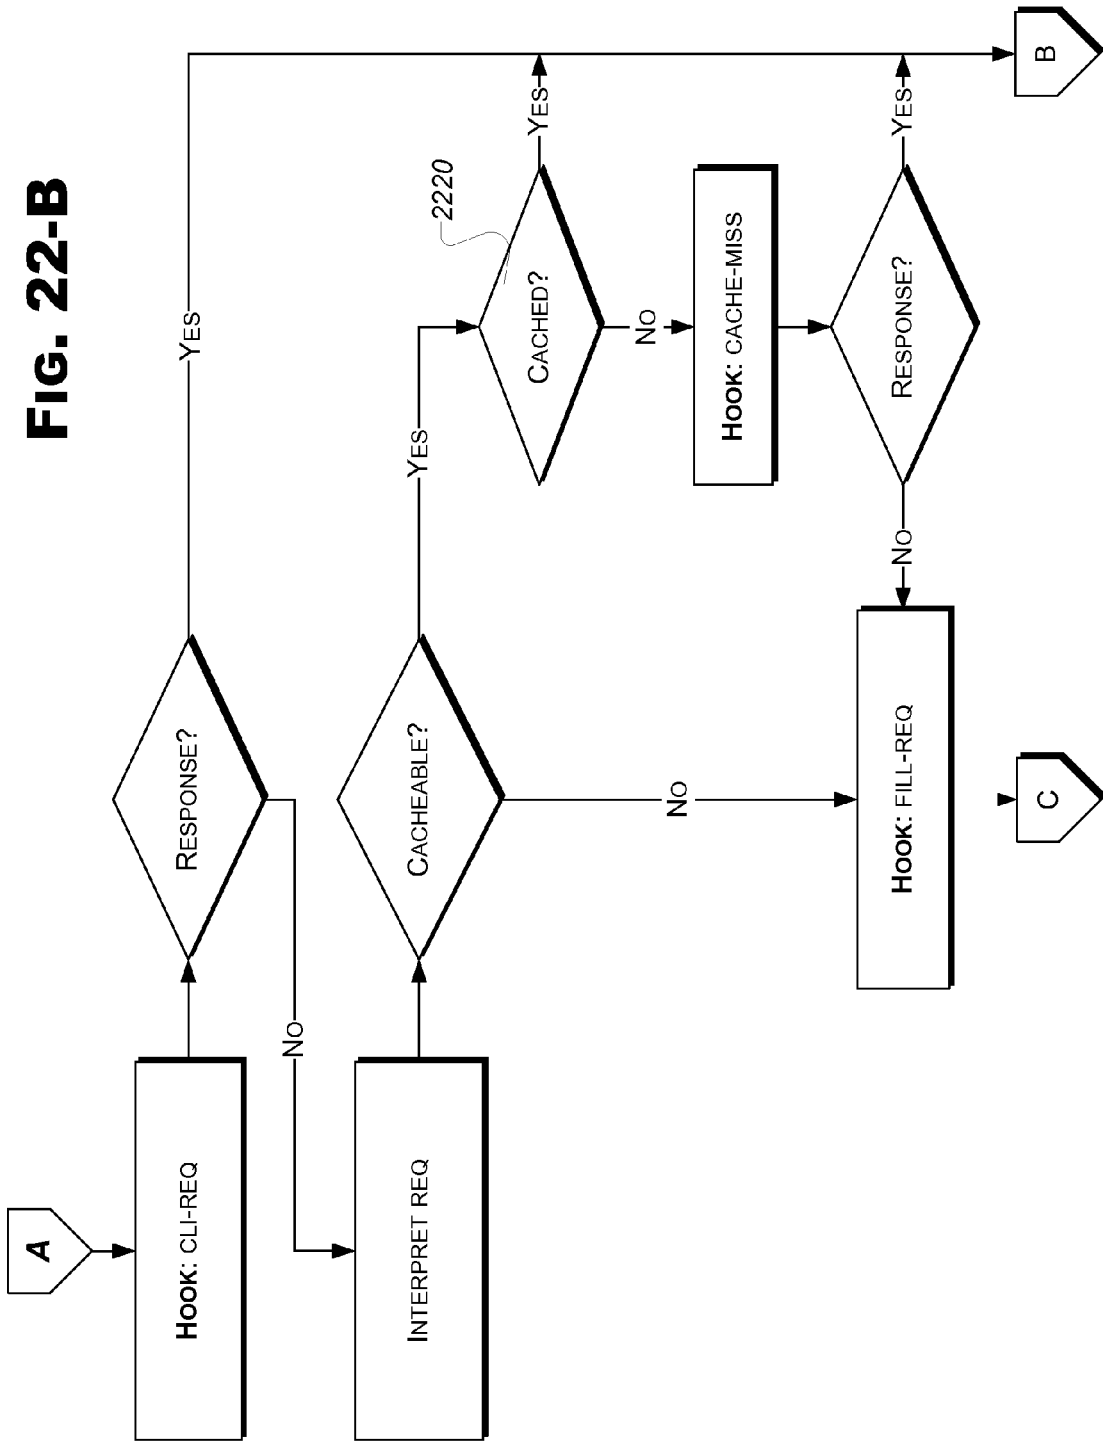 FIG. 22-B
A
HOOK: CLI-REQ
RESPONSE?
YES
NO
INTERPRET REQ
CACHEABLE?
YES
2220
CACHED?
YES
NO
HOOK: CACHE-MISS
NO
RESPONSE?
YES
NO
HOOK: FILL-REQ
C
B